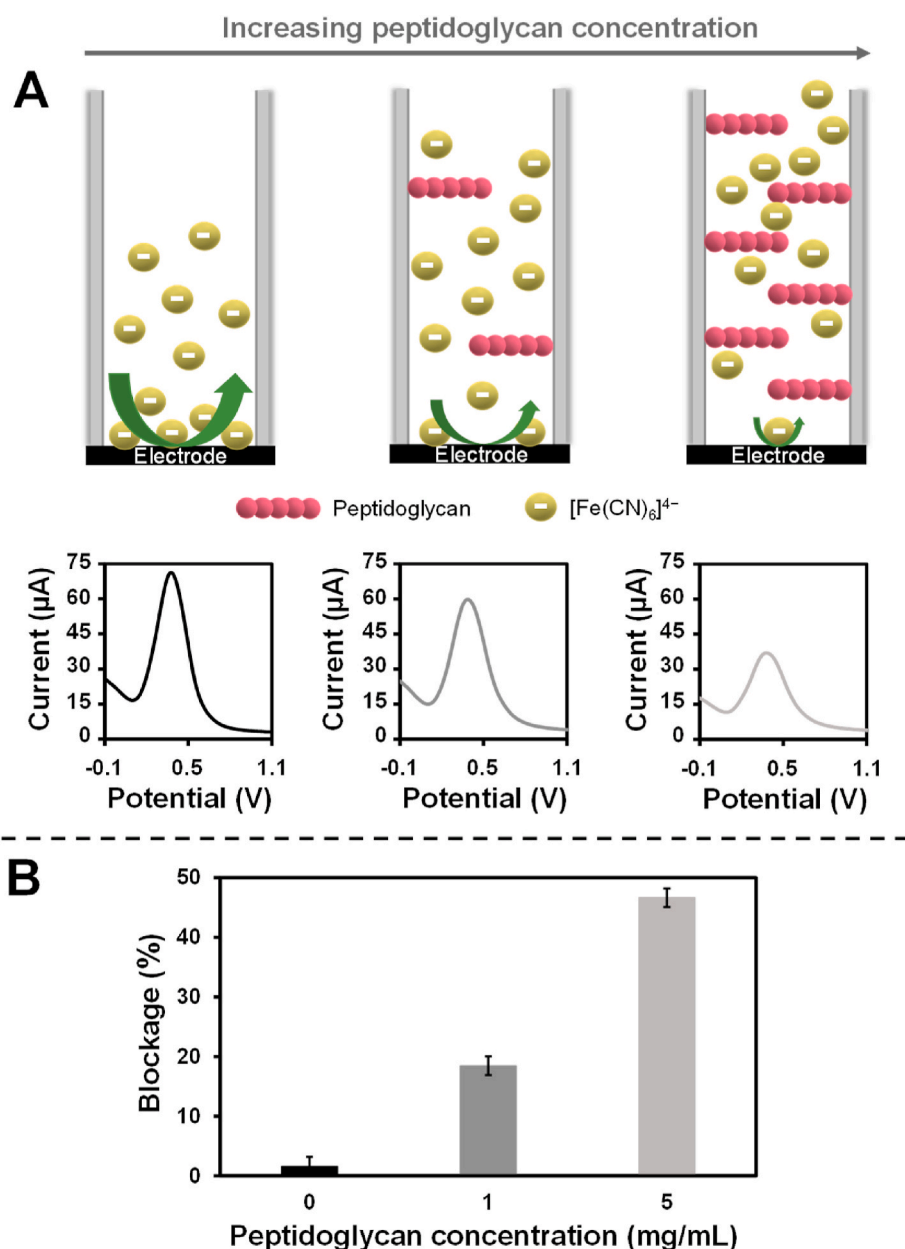 Increasing peptidoglycan concentration
A
Electrode Electrode Electrode
Peptidoglycan [Fe(CN)₆]⁴⁻
Current (µA)
75
60
45
30
15
0
-0.1 0.5 1.1
Potential (V)
Current (µA)
75
60
45
30
15
0
-0.1 0.5 1.1
Potential (V)
Current (µA)
75
60
45
30
15
0
-0.1 0.5 1.1
Potential (V)
B
Blockage (%)
50
40
30
20
10
0
0 1 5
Peptidoglycan concentration (mg/mL)